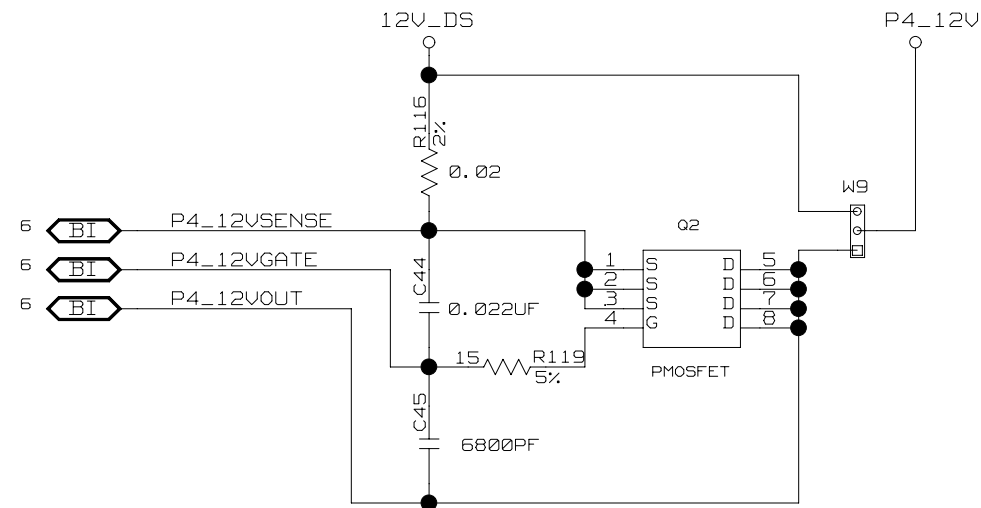 12V_DS
P4_12V
R116
2%
0.02
W9
6 BI P4_12VSENSE
Q2
6 BI P4_12VGATE
C44
1 S D 5
2 S D 6
6 BI P4_12VOUT
0.022UF
3 S D 7
4 G D 8
15 R119
5%
PMOSFET
C45
6800PF